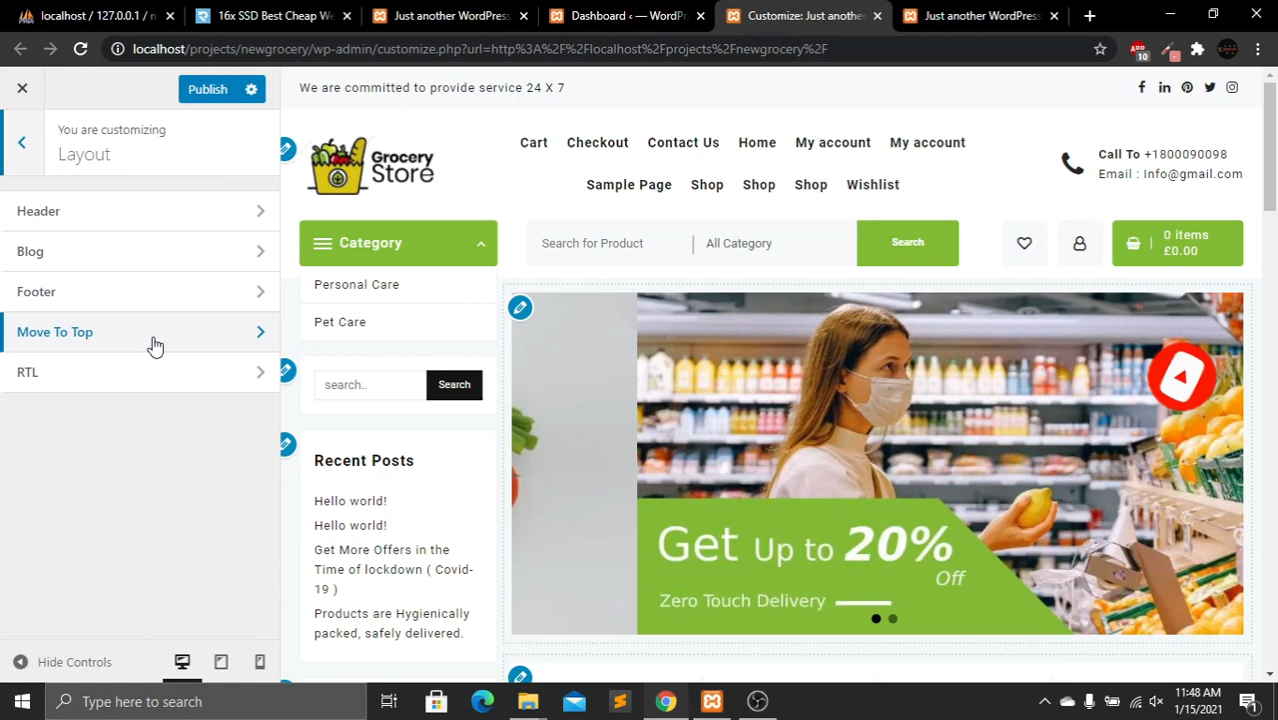 localhost / 127.0.0.1 / n
16x SSD Best Cheap We
Just another WordPress
Dashboard ‹ — WordPr
Customize: Just anothe
Just another WordPress
localhost/projects/newgrocery/wp-admin/customize.php?url=http%3A%2F%2Flocalhost%2Fprojects%2Fnewgrocery%2F
ABP
10
Publish
You are customizing
Layout
Header
Blog
Footer
Move To Top
RTL
Hide Controls
We are committed to provide service 24 X 7
Grocery
Store
Cart Checkout Contact Us Home My account My account
Sample Page Shop Shop Shop Wishlist
Call To +1800090098
Email : Info@gmail.com
Category
Search for Product
All Category
Search
0 items
£0.00
Personal Care
Pet Care
search..
Search
Recent Posts
Hello world!
Hello world!
Get More Offers in the
Time of lockdown ( Covid-
19 )
Products are Hygienically
packed, safely delivered.
Get Up to 20%
Off
Zero Touch Delivery
Type here to search
11:48 AM
1/15/2021
1